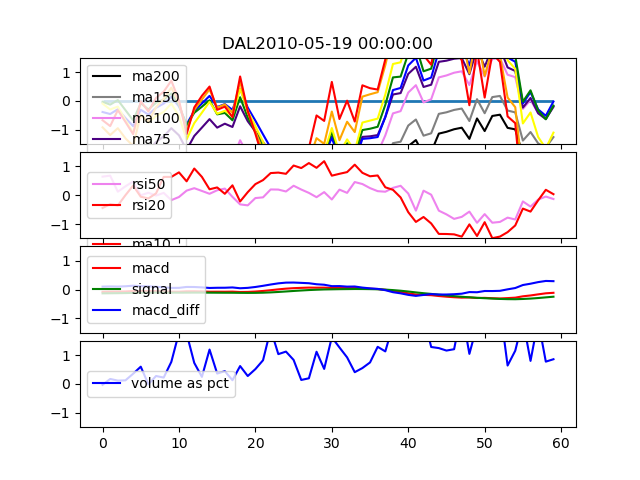 DAL2010-05-19 00:00:00
1
0
−1
ma200
ma150
ma100
ma75
1
0
−1
rsi50
rsi20
ma10
1
0
−1
macd
signal
macd_diff
1
0
−1
volume as pct
0 10 20 30 40 50 60